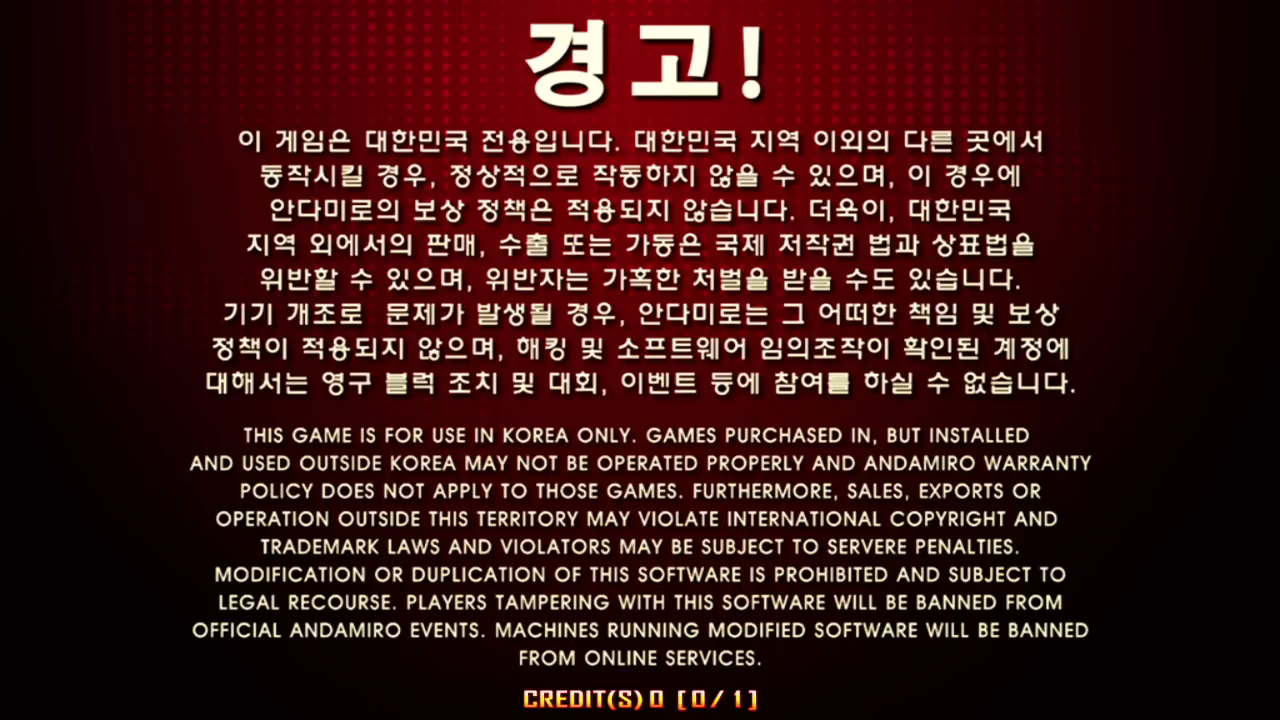 경고!
이 게임은 대한민국 전용입니다. 대한민국 지역 이외의 다른 곳에서
동작시킬 경우, 정상적으로 작동하지 않을 수 있으며, 이 경우에
안다미로의 보상 정책은 적용되지 않습니다. 더욱이, 대한민국
지역 외에서의 판매, 수출 또는 가동은 국제 저작권 법과 상표법을
위반할 수 있으며, 위반자는 가혹한 처벌을 받을 수도 있습니다.
기기 개조로 문제가 발생될 경우, 안다미로는 그 어떠한 책임 및 보상
정책이 적용되지 않으며, 해킹 및 소프트웨어 임의조작이 확인된 계정에
대해서는 영구 블럭 조치 및 대회, 이벤트 등에 참여를 하실 수 없습니다.
THIS GAME IS FOR USE IN KOREA ONLY. GAMES PURCHASED IN, BUT INSTALLED
AND USED OUTSIDE KOREA MAY NOT BE OPERATED PROPERLY AND ANDAMIRO WARRANTY
POLICY DOES NOT APPLY TO THOSE GAMES. FURTHERMORE, SALES, EXPORTS OR
OPERATION OUTSIDE THIS TERRITORY MAY VIOLATE INTERNATIONAL COPYRIGHT AND
TRADEMARK LAWS AND VIOLATORS MAY BE SUBJECT TO SERVERE PENALTIES.
MODIFICATION OR DUPLICATION OF THIS SOFTWARE IS PROHIBITED AND SUBJECT TO
LEGAL RECOURSE. PLAYERS TAMPERING WITH THIS SOFTWARE WILL BE BANNED FROM
OFFICIAL ANDAMIRO EVENTS. MACHINES RUNNING MODIFIED SOFTWARE WILL BE BANNED
FROM ONLINE SERVICES.
CREDIT(S) 0 [0/1]